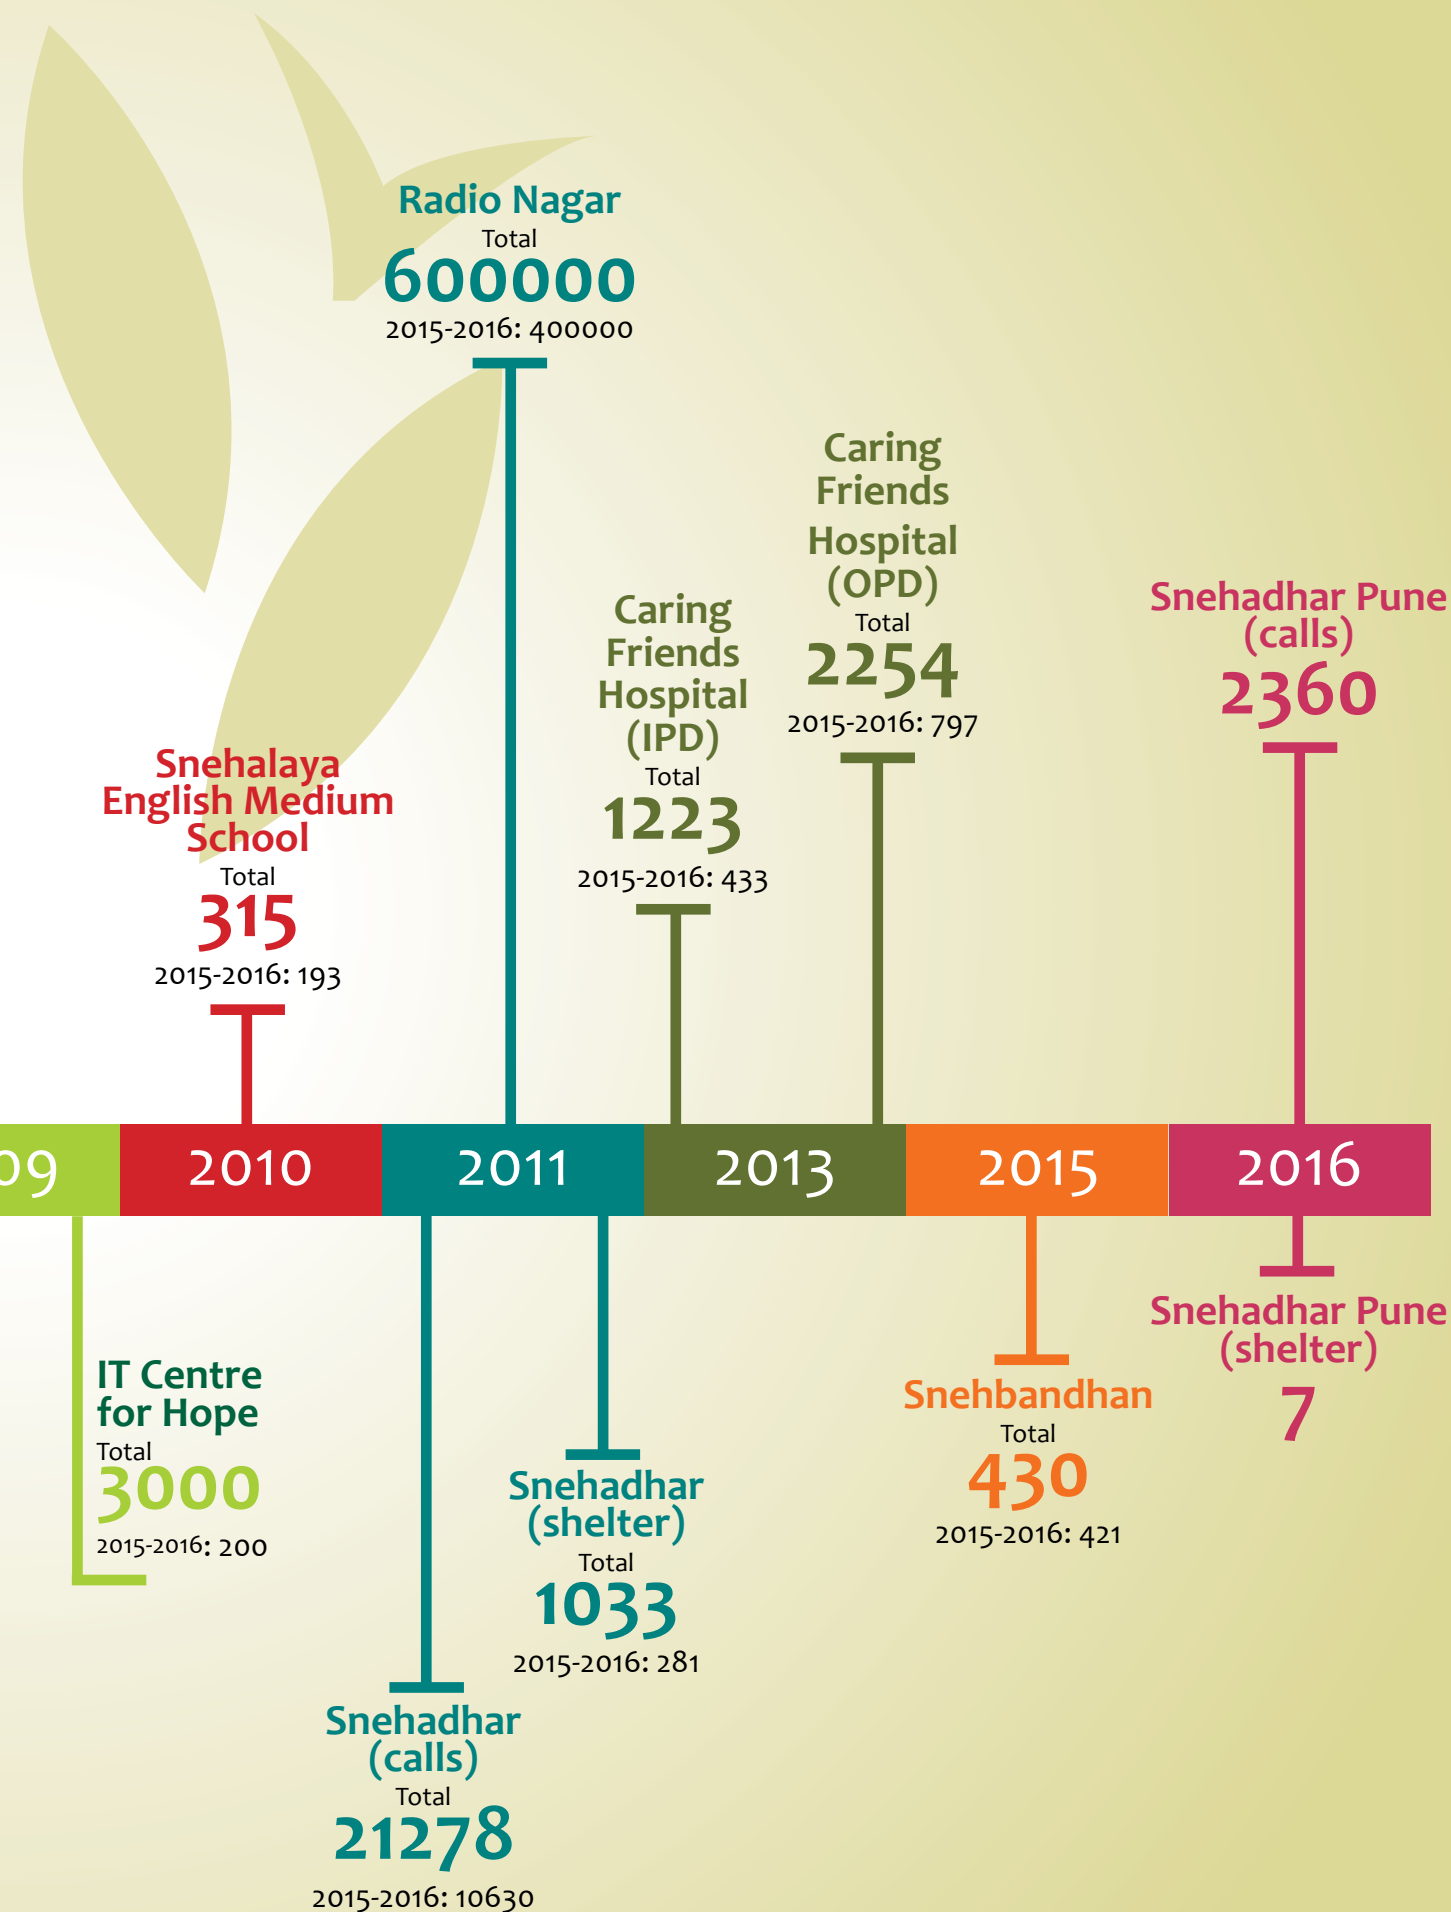 Radio Nagar
Total
600000
2015-2016: 400000
Caring
Friends
Hospital
(OPD)
Total
2254
2015-2016: 797
Caring
Friends
Hospital
(IPD)
Total
1223
2015-2016: 433
Snehadhar Pune
(calls)
2360
Snehalaya
English Medium
School
Total
315
2015-2016: 193
09
2010
2011
2013
2015
2016
IT Centre
for Hope
Total
3000
2015-2016: 200
Snehadhar
(calls)
Total
21278
2015-2016: 10630
Snehadhar
(shelter)
Total
1033
2015-2016: 281
Snehbandhan
Total
430
2015-2016: 421
Snehadhar Pune
(shelter)
7